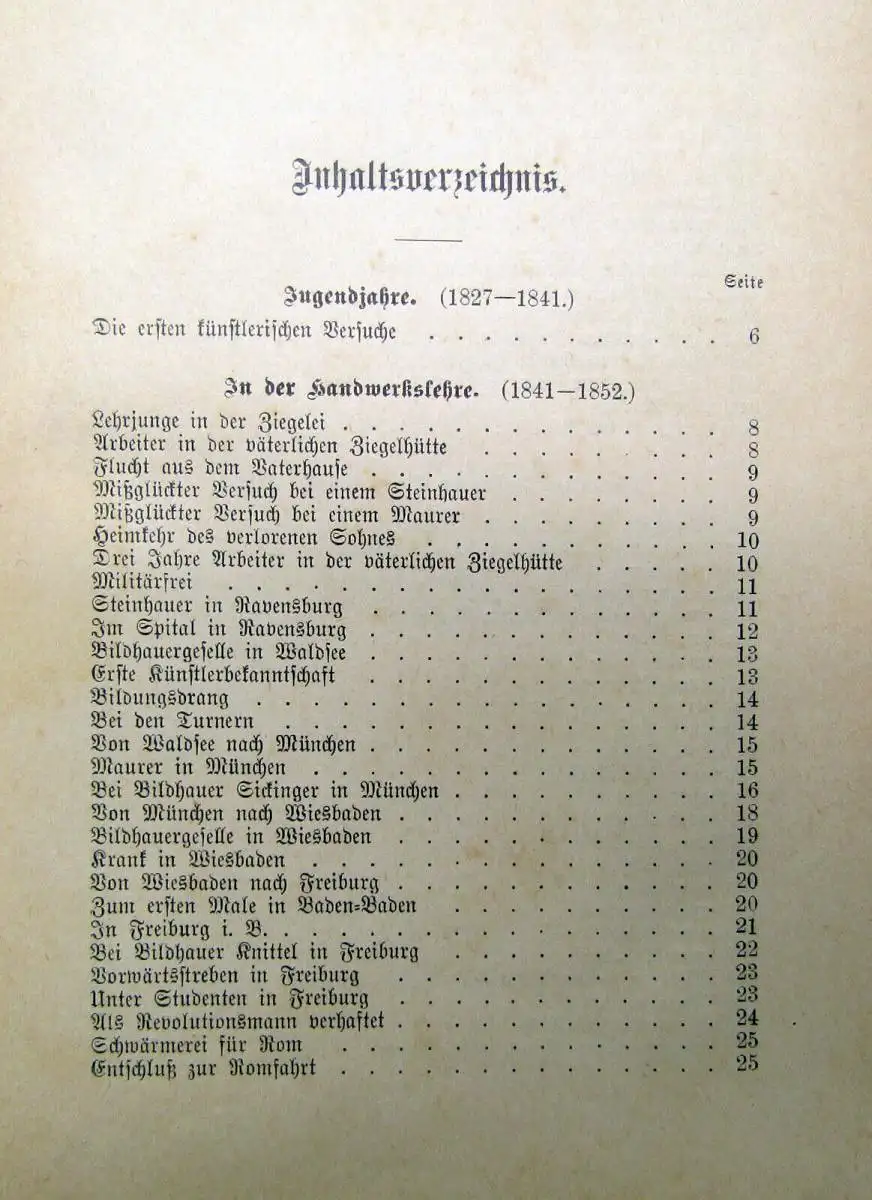 Inhaltsverzeichnis.
Seite
Jugendjahre. (1827—1841.)
Die ersten künstlerischen Versuche . . . . . . . . . . . 6
In der Handwerkslehre. (1841—1852.)
Lehrjunge in der Ziegelei . . . . . . . . . . . . . . 8
Arbeiter in der väterlichen Ziegelhütte . . . . . . . . . 8
Flucht aus dem Vaterhause . . . . . . . . . . . . . 9
Mißglückter Versuch bei einem Steinhauer . . . . . . . . 9
Mißglückter Versuch bei einem Maurer . . . . . . . . . 9
Heimkehr des verlorenen Sohnes . . . . . . . . . . . 10
Drei Jahre Arbeiter in der väterlichen Ziegelhütte . . . . . 10
Militärfrei . . . . . . . . . . . . . . . . . . 11
Steinhauer in Ravensburg . . . . . . . . . . . . . 11
Im Spital in Ravensburg . . . . . . . . . . . . . 12
Bildhauergeselle in Waldsee . . . . . . . . . . . . . 13
Erste Künstlerbekanntschaft . . . . . . . . . . . . . 13
Bildungsdrang . . . . . . . . . . . . . . . . . 14
Bei den Turnern . . . . . . . . . . . . . . . . 14
Von Waldsee nach München . . . . . . . . . . . . . 15
Maurer in München . . . . . . . . . . . . . . . 15
Bei Bildhauer Sickinger in München . . . . . . . . . . 16
Von München nach Wiesbaden . . . . . . . . . . . . 18
Bildhauergeselle in Wiesbaden . . . . . . . . . . . . 19
Krank in Wiesbaden . . . . . . . . . . . . . . . 20
Von Wiesbaden nach Freiburg . . . . . . . . . . . . 20
Zum ersten Male in Baden=Baden . . . . . . . . . . 20
In Freiburg i. B. . . . . . . . . . . . . . . . . 21
Bei Bildhauer Knittel in Freiburg . . . . . . . . . . 22
Vorwärtsstreben in Freiburg . . . . . . . . . . . . 23
Unter Studenten in Freiburg . . . . . . . . . . . . 23
Als Revolutionsmann verhaftet . . . . . . . . . . . . 24
Schwärmerei für Rom . . . . . . . . . . . . . . 25
Entschluß zur Romfahrt . . . . . . . . . . . . . . 25